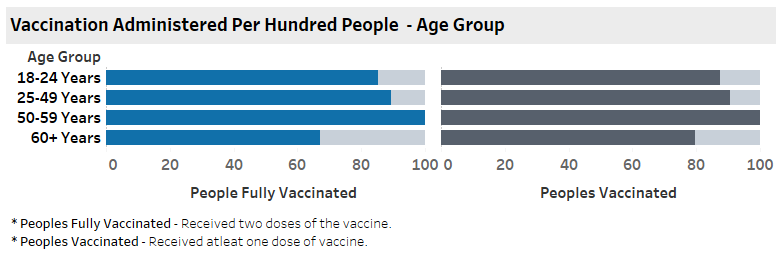 Vaccination Administered Per Hundred People - Age Group
Age Group
18-24 Years
25-49 Years
50-59 Years
60+ Years
0 20 40 60 80 100 0 20 40 60 80 100
People Fully Vaccinated Peoples Vaccinated
* Peoples Fully Vaccinated - Received two doses of the vaccine.
* Peoples Vaccinated - Received atleat one dose of vaccine.